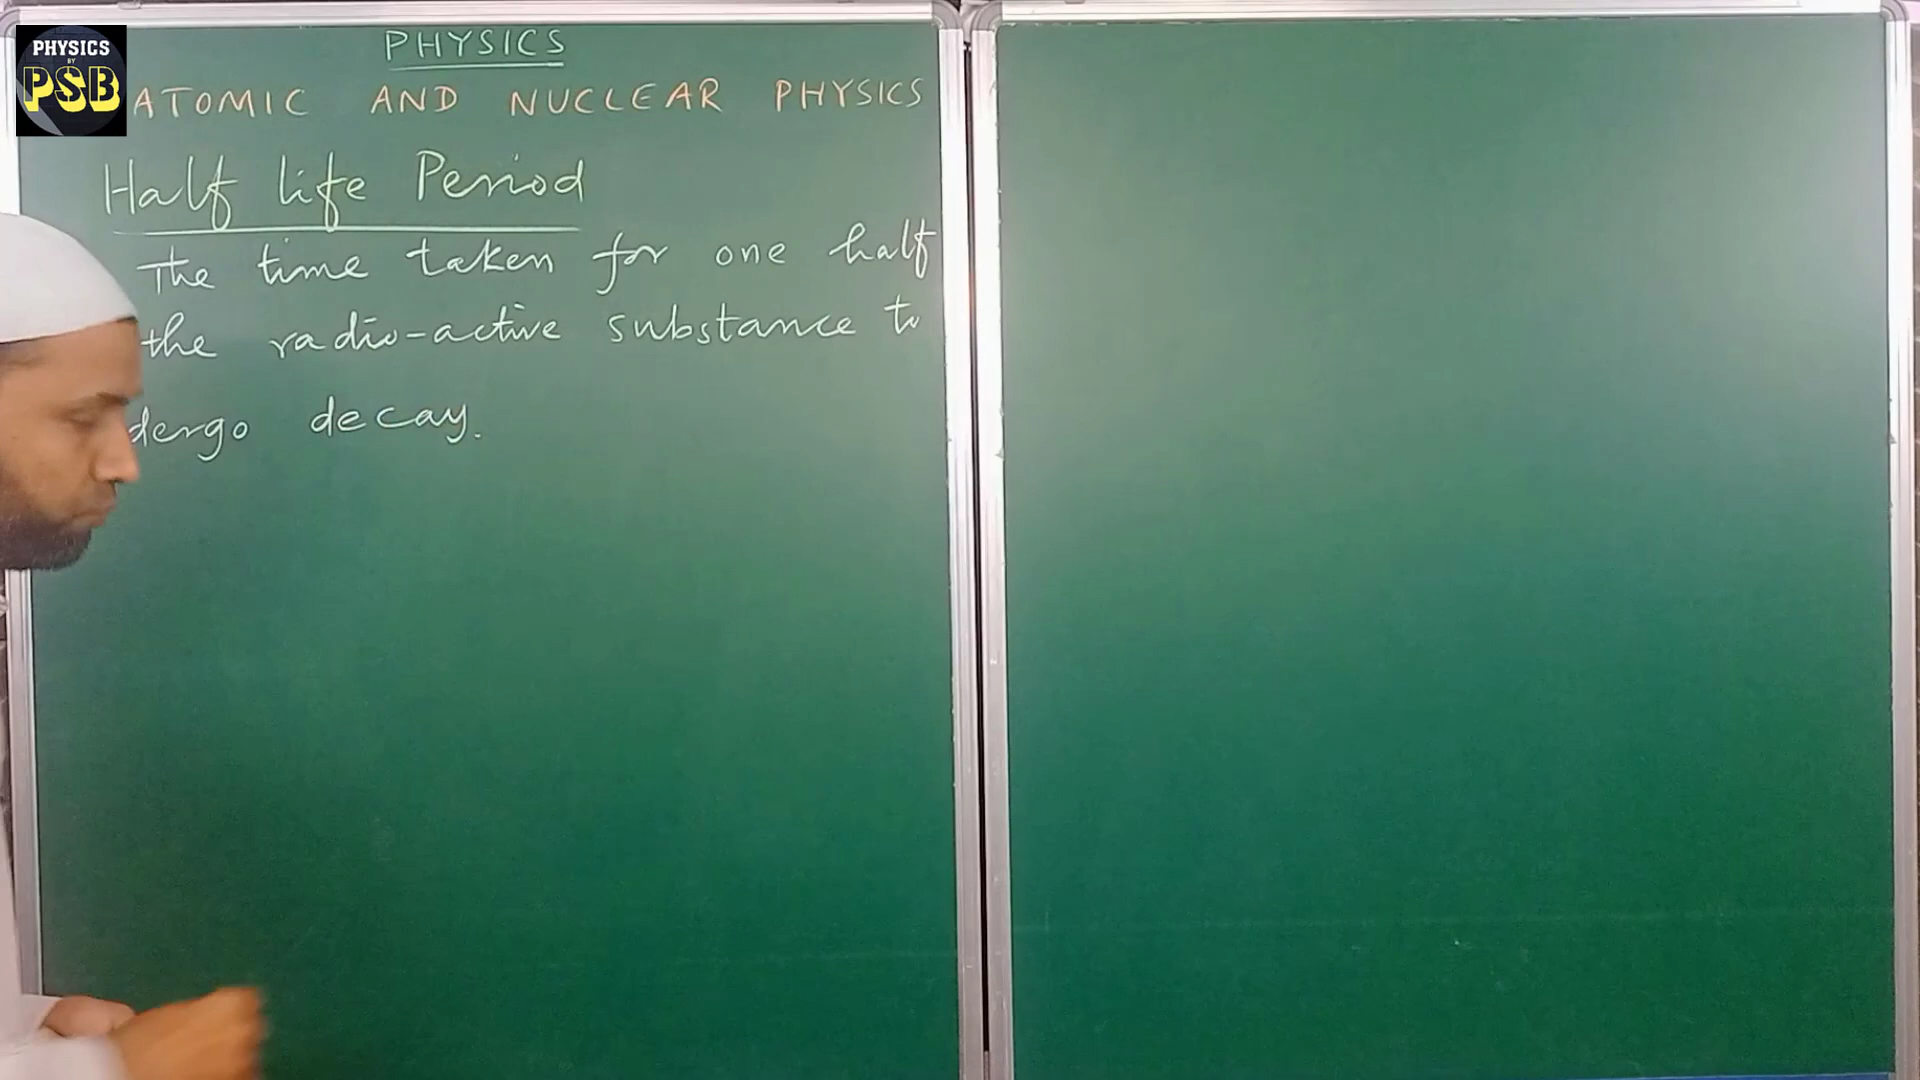 PHYSICS
BY
PSB
PHYSICS
ATOMIC AND NUCLEAR PHYSICS
Half life Period
The time taken for one half
the radio-active substance to
dergo decay.